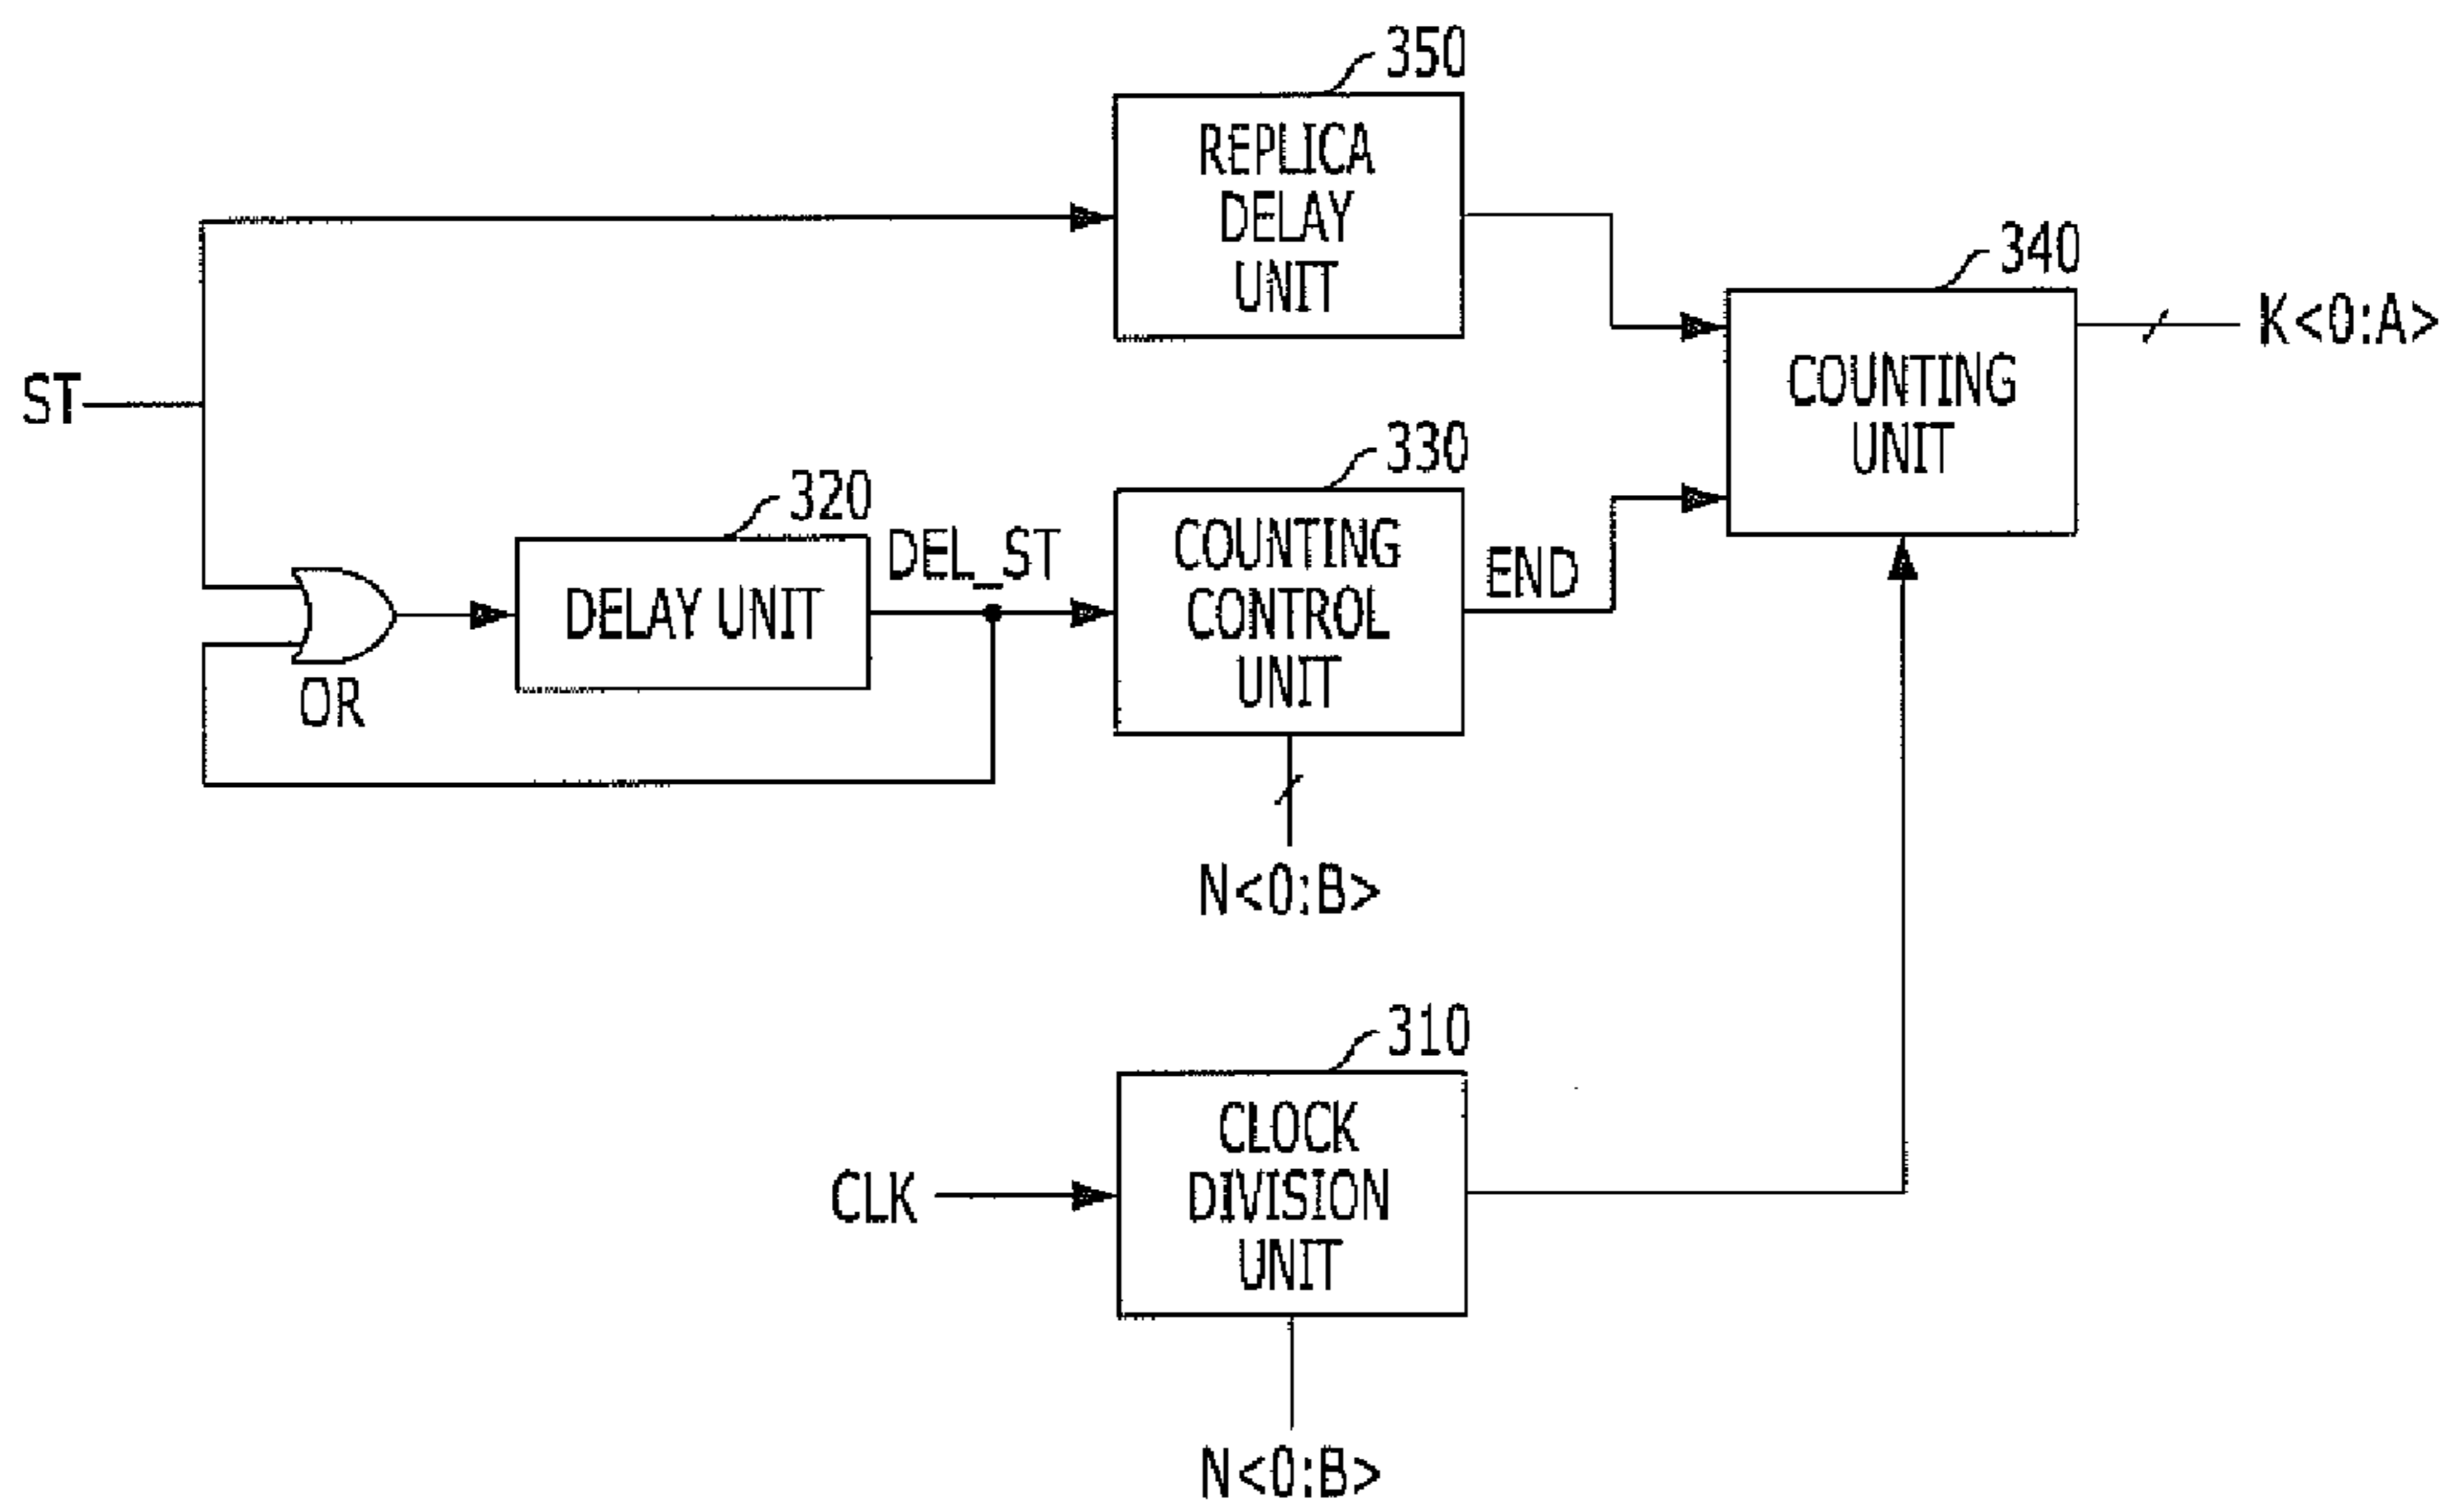 350
REPLICA
DELAY
UNIT
340
K<0:A>
COUNTING
UNIT
ST
330
COUNTING
CONTROL
UNIT
320
DEL_ST
DELAY UNIT
END
OR
N<0:B>
310
CLOCK
DIVISION
UNIT
CLK
N<0:B>